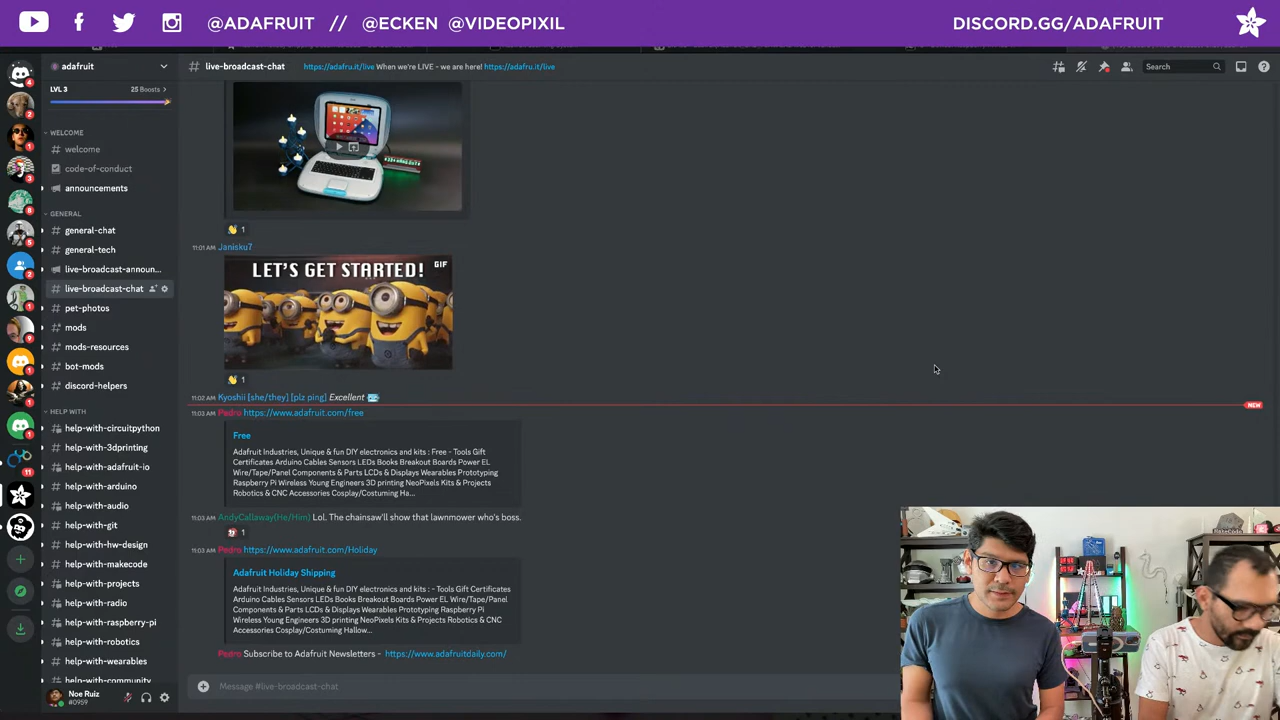 @ADAFRUIT // @ECKEN @VIDEOPIXIL
DISCORD.GG/ADAFRUIT
adafruit
# live-broadcast-chat
https://adafru.it/live When we're LIVE - we are here! https://adafru.it/live
Search
LVL 3
25 Boosts >
WELCOME
welcome
code-of-conduct
announcements
GENERAL
general-chat
general-tech
live-broadcast-announ...
live-broadcast-chat
pet-photos
mods
mods-resources
bot-mods
discord-helpers
HELP WITH
help-with-circuitpython
help-with-3dprinting
help-with-adafruit-io
help-with-arduino
help-with-audio
help-with-git
help-with-hw-design
help-with-makecode
help-with-projects
help-with-radio
help-with-raspberry-pi
help-with-robotics
help-with-wearables
Noe Ruiz
#0959
1
11:01 AM Janisku7
LET'S GET STARTED!
GIF
1
11:02 AM Kyoshii [she/they] [plz ping] Excellent
NEW
11:03 AM Pedro https://www.adafruit.com/free
Free
Adafruit Industries, Unique & fun DIY electronics and kits : Free - Tools Gift
Certificates Arduino Cables Sensors LEDs Books Breakout Boards Power EL
Wire/Tape/Panel Components & Parts LCDs & Displays Wearables Prototyping
Raspberry Pi Wireless Young Engineers 3D printing NeoPixels Kits & Projects
Robotics & CNC Accessories Cosplay/Costuming Ha...
11:03 AM AndyCallaway(He/Him) Lol. The chainsaw'll show that lawnmower who's boss.
1
11:03 AM Pedro https://www.adafruit.com/Holiday
Adafruit Holiday Shipping
Adafruit Industries, Unique & fun DIY electronics and kits : - Tools Gift Certificates
Arduino Cables Sensors LEDs Books Breakout Boards Power EL Wire/Tape/Panel
Components & Parts LCDs & Displays Wearables Prototyping Raspberry Pi
Wireless Young Engineers 3D printing NeoPixels Kits & Projects Robotics & CNC
Accessories Cosplay/Costuming Hallow...
Pedro Subscribe to Adafruit Newsletters - https://www.adafruitdaily.com/
Message #live-broadcast-chat